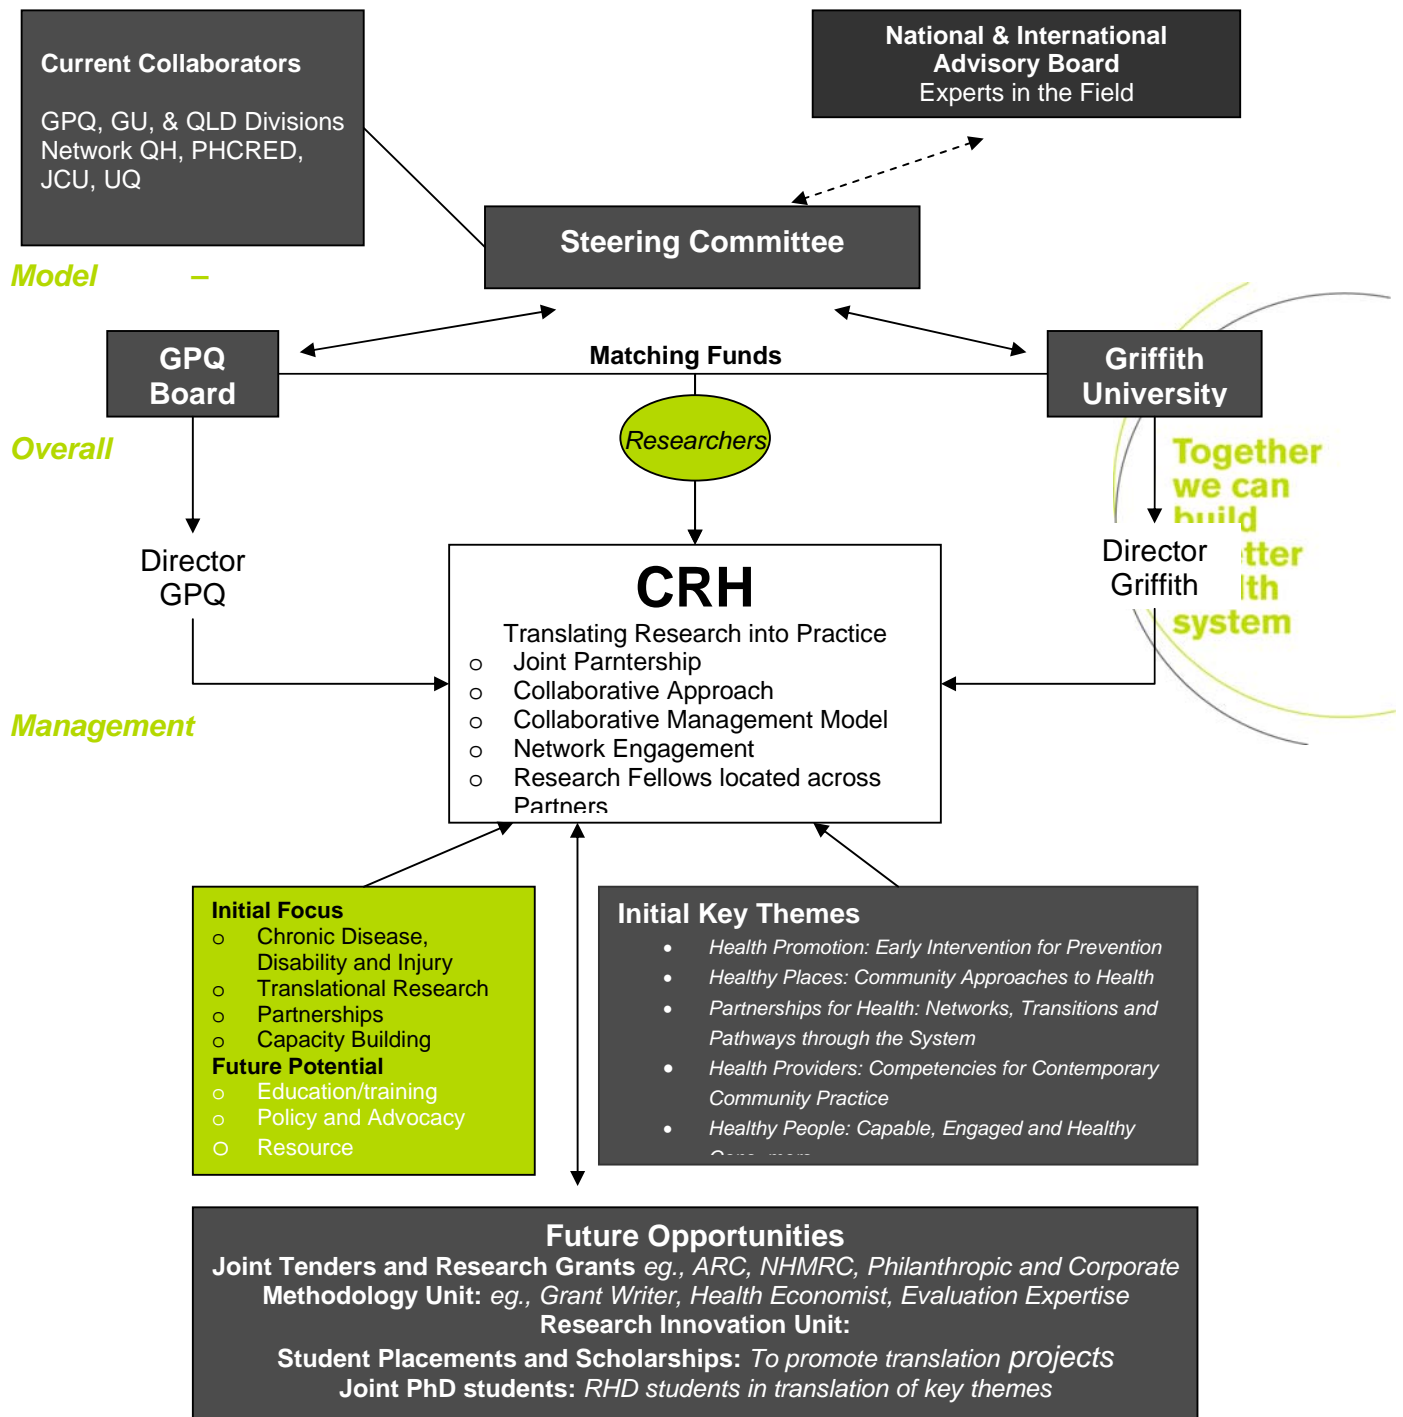 Current Collaborators
GPQ, GU, & QLD Divisions
Network QH, PHCRED,
JCU, UQ
National & International
Advisory Board
Experts in the Field
Steering Committee
Model –
GPQ
Board
Matching Funds
Griffith
University
Overall
Researchers
Together
we can
build
tter
lth
system
Director
GPQ
Director
Griffith
CRH
Translating Research into Practice
o Joint Parntership
o Collaborative Approach
o Collaborative Management Model
o Network Engagement
o Research Fellows located across
Partners
Management
Initial Focus
o Chronic Disease,
Disability and Injury
o Translational Research
o Partnerships
o Capacity Building
Future Potential
o Education/training
o Policy and Advocacy
o Resource
Initial Key Themes
• Health Promotion: Early Intervention for Prevention
• Healthy Places: Community Approaches to Health
• Partnerships for Health: Networks, Transitions and
Pathways through the System
• Health Providers: Competencies for Contemporary
Community Practice
• Healthy People: Capable, Engaged and Healthy
Future Opportunities
Joint Tenders and Research Grants eg., ARC, NHMRC, Philanthropic and Corporate
Methodology Unit: eg., Grant Writer, Health Economist, Evaluation Expertise
Research Innovation Unit:
Student Placements and Scholarships: To promote translation projects
Joint PhD students: RHD students in translation of key themes